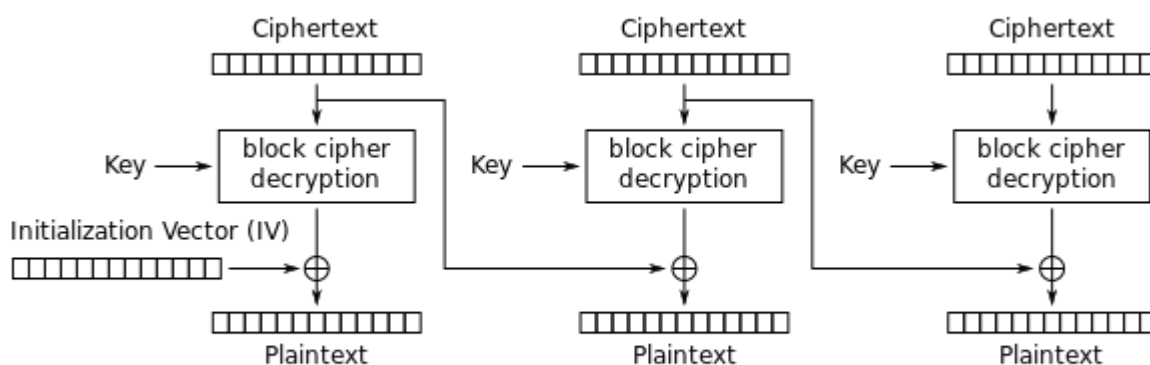 Ciphertext
Ciphertext
Ciphertext
Key
block cipher
decryption
Key
block cipher
decryption
Key
block cipher
decryption
Initialization Vector (IV)
Plaintext
Plaintext
Plaintext